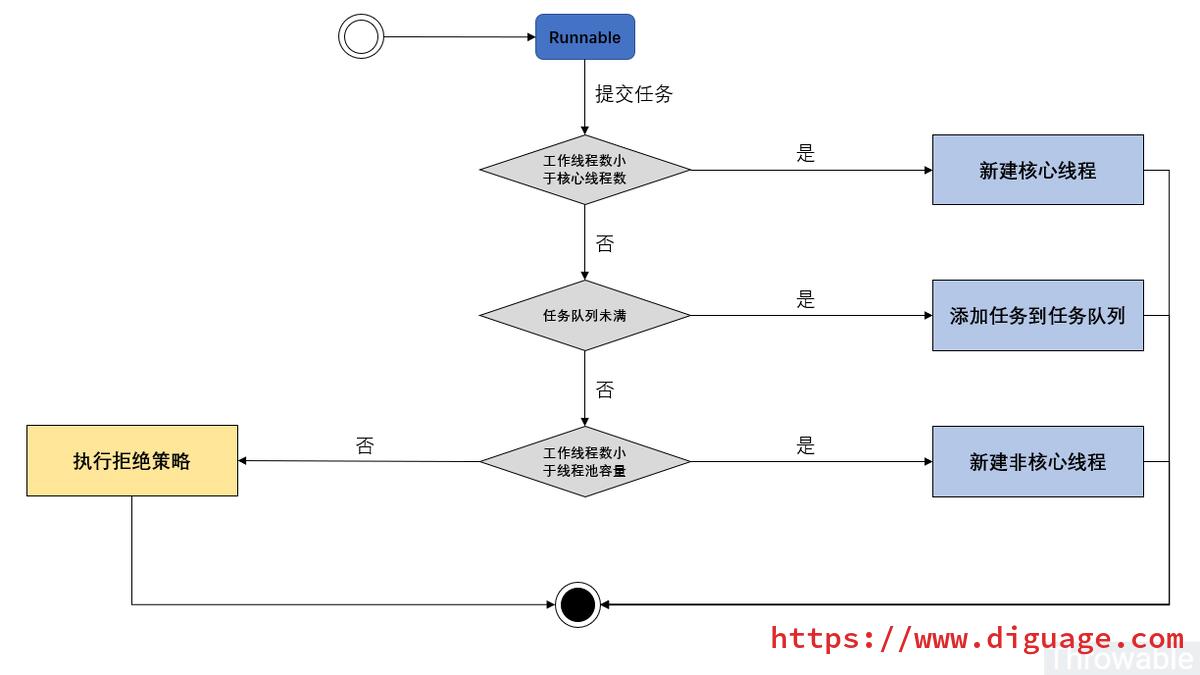 Runnable
提交任务
工作线程数小
于核心线程数
是
新建核心线程
否
任务队列未满
是
添加任务到任务队列
否
工作线程数小
于线程池容量
是
新建非核心线程
否
执行拒绝策略
https://www.diguage.com
Throwable